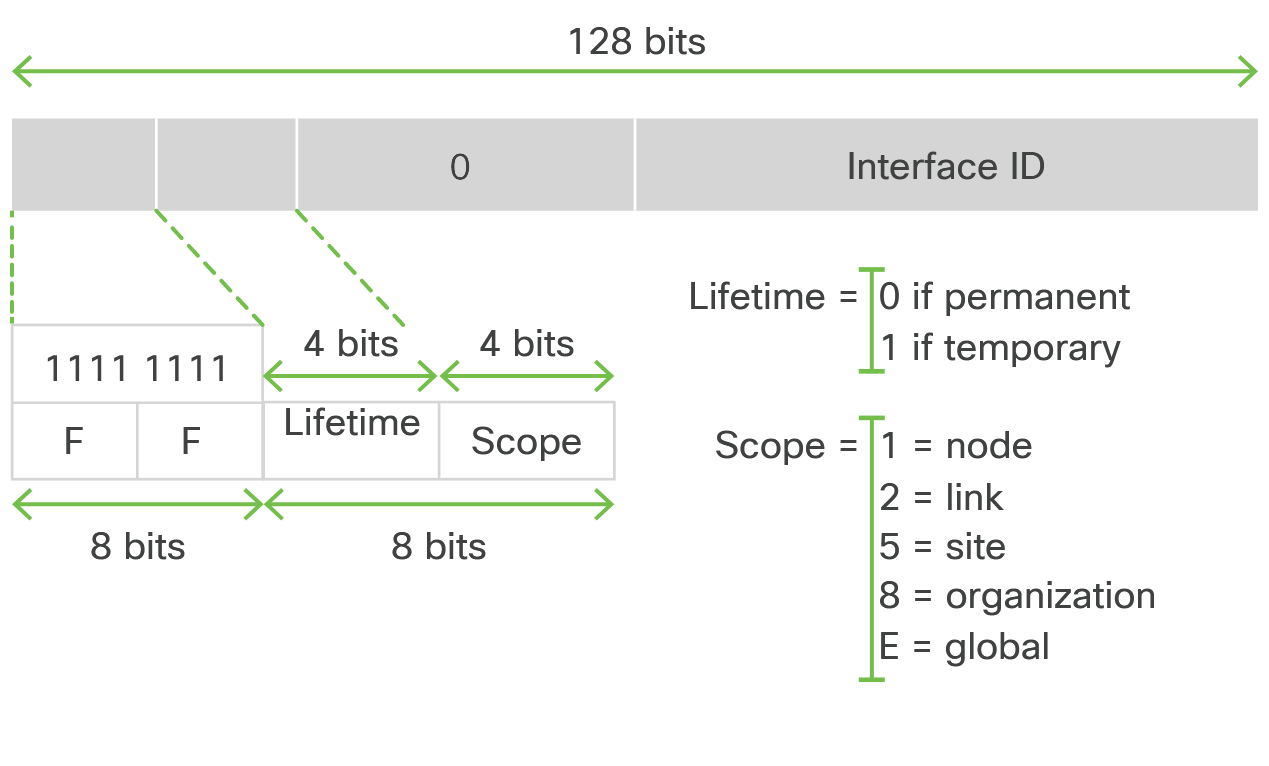 128 bits
0 Interface ID
Lifetime = 0 if permanent
1 if temporary
4 bits 4 bits
1111 1111
F F Lifetime Scope
8 bits 8 bits
Scope = 1 = node
2 = link
5 = site
8 = organization
E = global